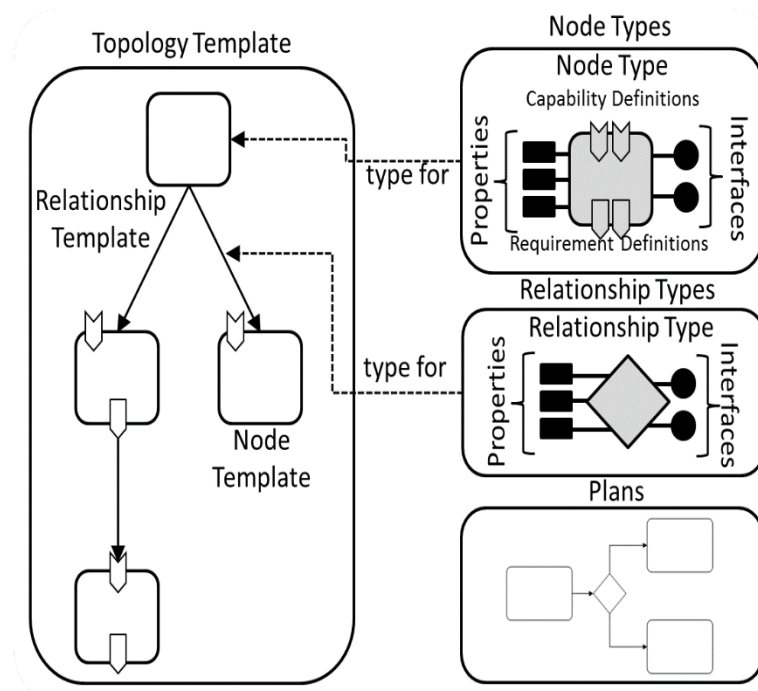 Topology Template
Relationship
Template
Node
Template
type for
type for
Node Types
Node Type
Capability Definitions
Properties
Interfaces
Requirement Definitions
Relationship Types
Relationship Type
Properties
Interfaces
Plans